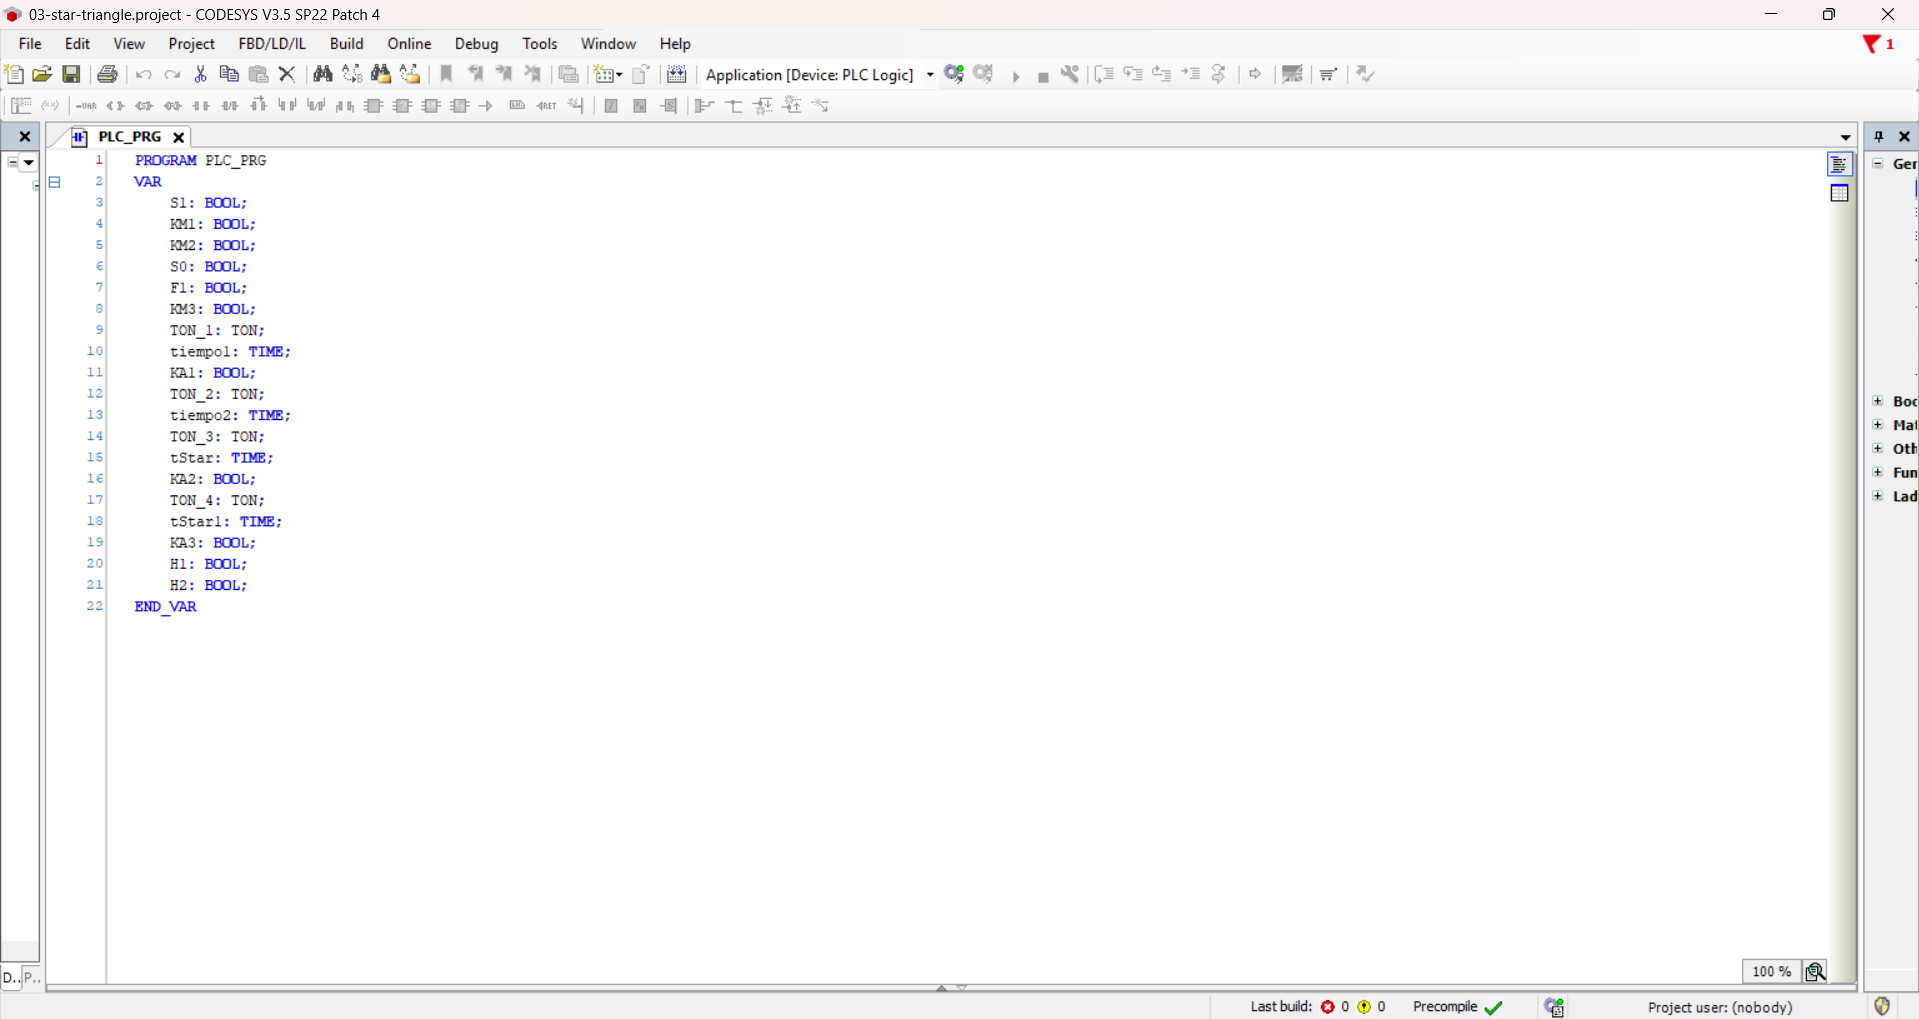 03-star-triangle.project - CODESYS V3.5 SP22 Patch 4
File Edit View Project FBD/LD/IL Build Online Debug Tools Window Help
1
Application [Device: PLC Logic]
PLC_PRG
1 PROGRAM PLC_PRG
2 VAR
3 S1: BOOL;
4 KM1: BOOL;
5 KM2: BOOL;
6 S0: BOOL;
7 F1: BOOL;
8 KM3: BOOL;
9 TON_1: TON;
10 tiempo1: TIME;
11 KA1: BOOL;
12 TON_2: TON;
13 tiempo2: TIME;
14 TON_3: TON;
15 tStar: TIME;
16 KA2: BOOL;
17 TON_4: TON;
18 tStar1: TIME;
19 KA3: BOOL;
20 H1: BOOL;
21 H2: BOOL;
22 END_VAR
Ger
Boo
Mat
Oth
Fun
Lad
100 %
D.. P..
Last build: 0 0 Precompile Project user: (nobody)